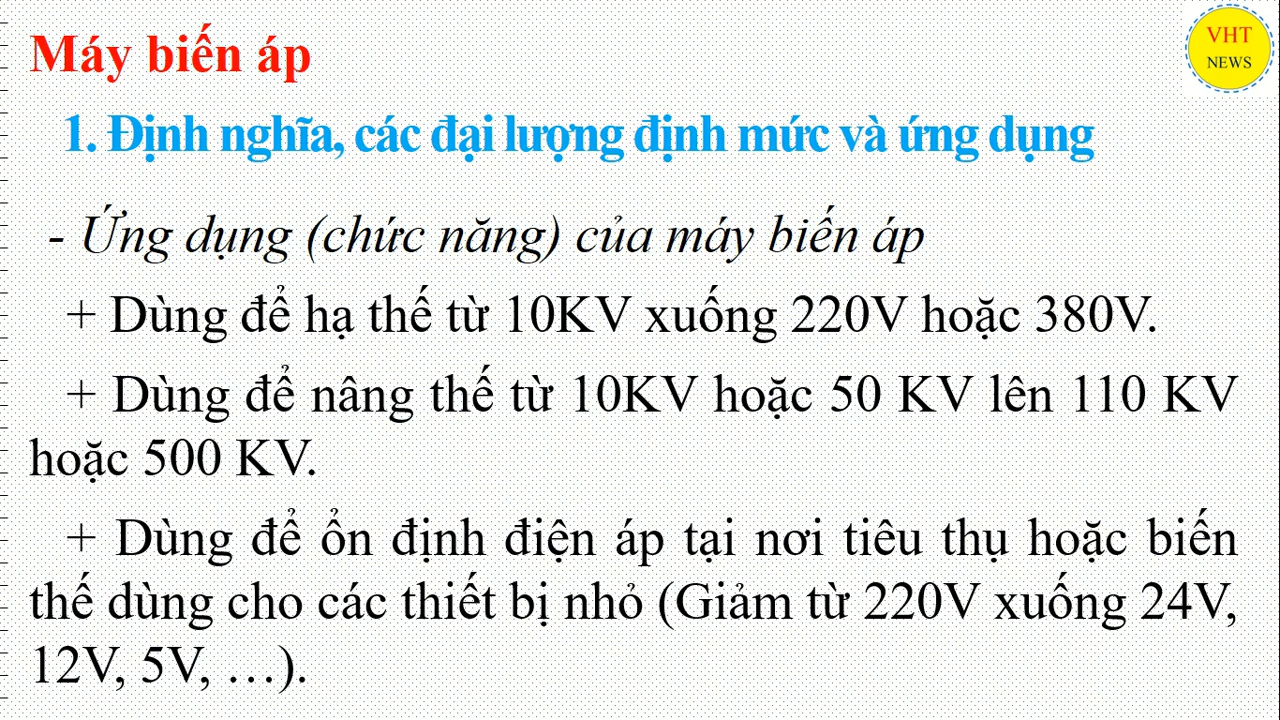 VHT
NEWS
Máy biến áp
1. Định nghĩa, các đại lượng định mức và ứng dụng
- Ứng dụng (chức năng) của máy biến áp
+ Dùng để hạ thế từ 10KV xuống 220V hoặc 380V.
+ Dùng để nâng thế từ 10KV hoặc 50 KV lên 110 KV
hoặc 500 KV.
+ Dùng để ổn định điện áp tại nơi tiêu thụ hoặc biến
thế dùng cho các thiết bị nhỏ (Giảm từ 220V xuống 24V,
12V, 5V, …).